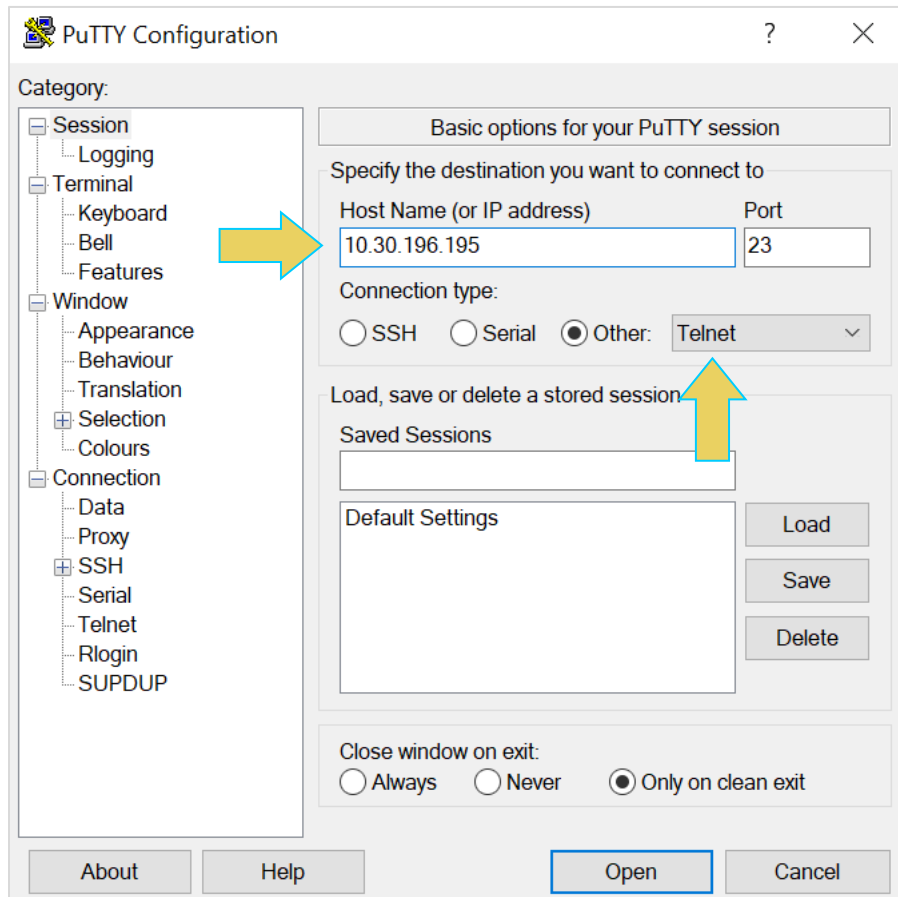 PuTTY Configuration
?
Category:
Session
Logging
Terminal
Keyboard
Bell
Features
Window
Appearance
Behaviour
Translation
Selection
Colours
Connection
Data
Proxy
SSH
Serial
Telnet
Rlogin
SUPDUP
Basic options for your PuTTY session
Specify the destination you want to connect to
Host Name (or IP address) Port
10.30.196.195 23
Connection type:
SSH Serial Other: Telnet
Load, save or delete a stored session
Saved Sessions
Default Settings
Load
Save
Delete
Close window on exit:
Always Never Only on clean exit
About Help Open Cancel